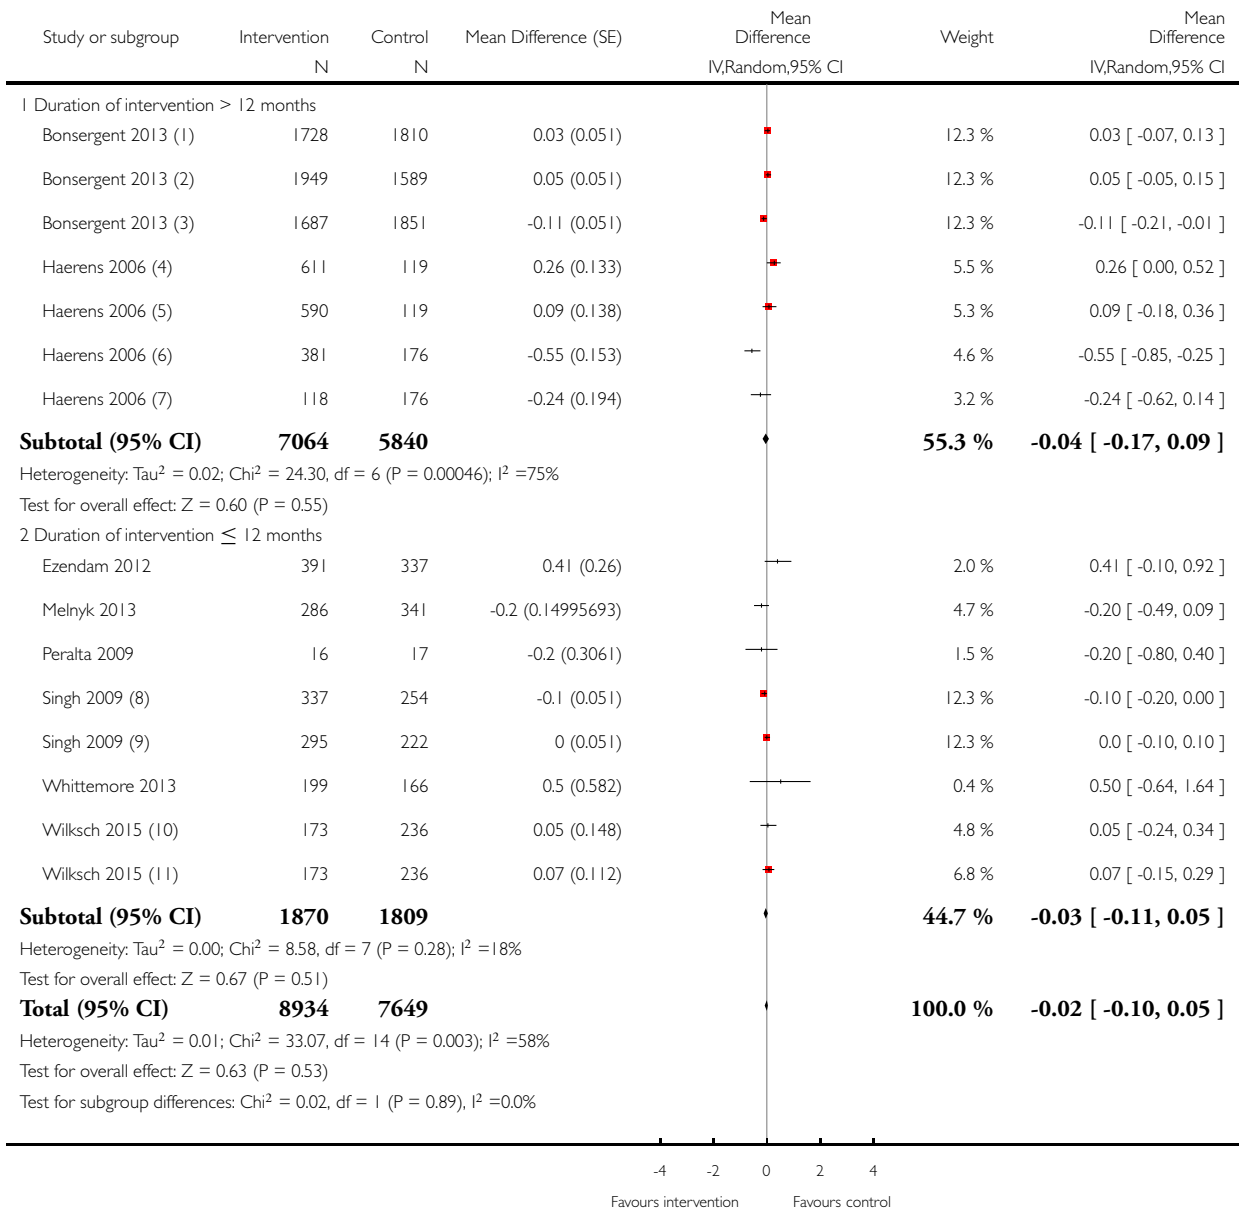 Study or subgroup Intervention Control Mean Difference (SE) Mean Difference Weight Mean Difference
N N IV,Random,95% CI IV,Random,95% CI
1 Duration of intervention > 12 months
Bonsergent 2013 (1) 1728 1810 0.03 (0.051) 12.3 % 0.03 [ -0.07, 0.13 ]
Bonsergent 2013 (2) 1949 1589 0.05 (0.051) 12.3 % 0.05 [ -0.05, 0.15 ]
Bonsergent 2013 (3) 1687 1851 -0.11 (0.051) 12.3 % -0.11 [ -0.21, -0.01 ]
Haerens 2006 (4) 611 119 0.26 (0.133) 5.5 % 0.26 [ 0.00, 0.52 ]
Haerens 2006 (5) 590 119 0.09 (0.138) 5.3 % 0.09 [ -0.18, 0.36 ]
Haerens 2006 (6) 381 176 -0.55 (0.153) 4.6 % -0.55 [ -0.85, -0.25 ]
Haerens 2006 (7) 118 176 -0.24 (0.194) 3.2 % -0.24 [ -0.62, 0.14 ]
Subtotal (95% CI) 7064 5840 55.3 % -0.04 [ -0.17, 0.09 ]
Heterogeneity: Tau² = 0.02; Chi² = 24.30, df = 6 (P = 0.00046); I² =75%
Test for overall effect: Z = 0.60 (P = 0.55)
2 Duration of intervention ≤ 12 months
Ezendam 2012 391 337 0.41 (0.26) 2.0 % 0.41 [ -0.10, 0.92 ]
Melnyk 2013 286 341 -0.2 (0.14995693) 4.7 % -0.20 [ -0.49, 0.09 ]
Peralta 2009 16 17 -0.2 (0.3061) 1.5 % -0.20 [ -0.80, 0.40 ]
Singh 2009 (8) 337 254 -0.1 (0.051) 12.3 % -0.10 [ -0.20, 0.00 ]
Singh 2009 (9) 295 222 0 (0.051) 12.3 % 0.0 [ -0.10, 0.10 ]
Whittemore 2013 199 166 0.5 (0.582) 0.4 % 0.50 [ -0.64, 1.64 ]
Wilksch 2015 (10) 173 236 0.05 (0.148) 4.8 % 0.05 [ -0.24, 0.34 ]
Wilksch 2015 (11) 173 236 0.07 (0.112) 6.8 % 0.07 [ -0.15, 0.29 ]
Subtotal (95% CI) 1870 1809 44.7 % -0.03 [ -0.11, 0.05 ]
Heterogeneity: Tau² = 0.00; Chi² = 8.58, df = 7 (P = 0.28); I² =18%
Test for overall effect: Z = 0.67 (P = 0.51)
Total (95% CI) 8934 7649 100.0 % -0.02 [ -0.10, 0.05 ]
Heterogeneity: Tau² = 0.01; Chi² = 33.07, df = 14 (P = 0.003); I² =58%
Test for overall effect: Z = 0.63 (P = 0.53)
Test for subgroup differences: Chi² = 0.02, df = 1 (P = 0.89), I² =0.0%
-4 -2 0 2 4
Favours intervention Favours control